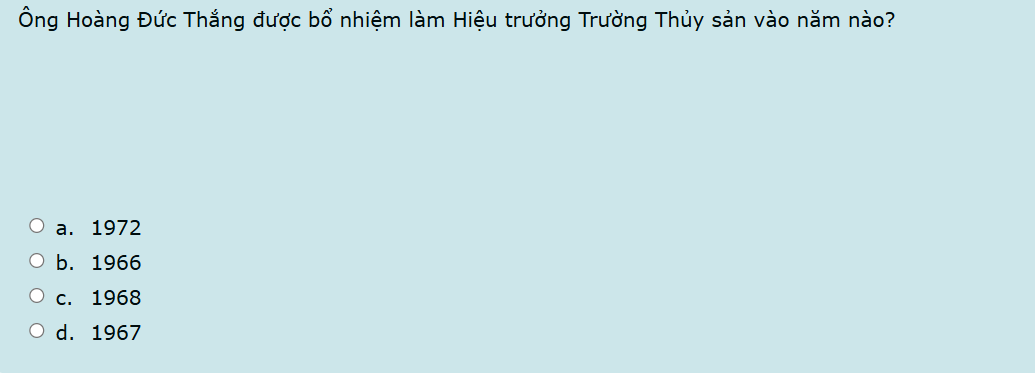 Ông Hoàng Đức Thắng được bổ nhiệm làm Hiệu trưởng Trường Thủy sản vào năm nào?
a. 1972
b. 1966
c. 1968
d. 1967